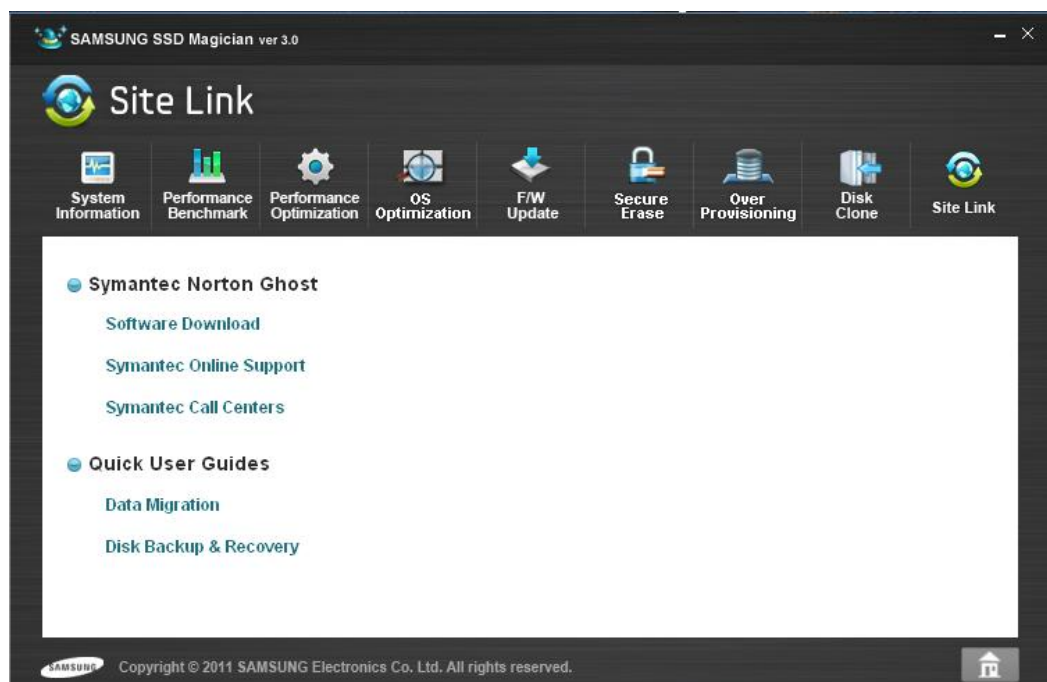 SAMSUNG SSD Magician ver 3.0
Site Link
System Information
Performance Benchmark
Performance Optimization
OS Optimization
F/W Update
Secure Erase
Over Provisioning
Disk Clone
Site Link
Symantec Norton Ghost
Software Download
Symantec Online Support
Symantec Call Centers
Quick User Guides
Data Migration
Disk Backup & Recovery
SAMSUNG
Copyright © 2011 SAMSUNG Electronics Co. Ltd. All rights reserved.